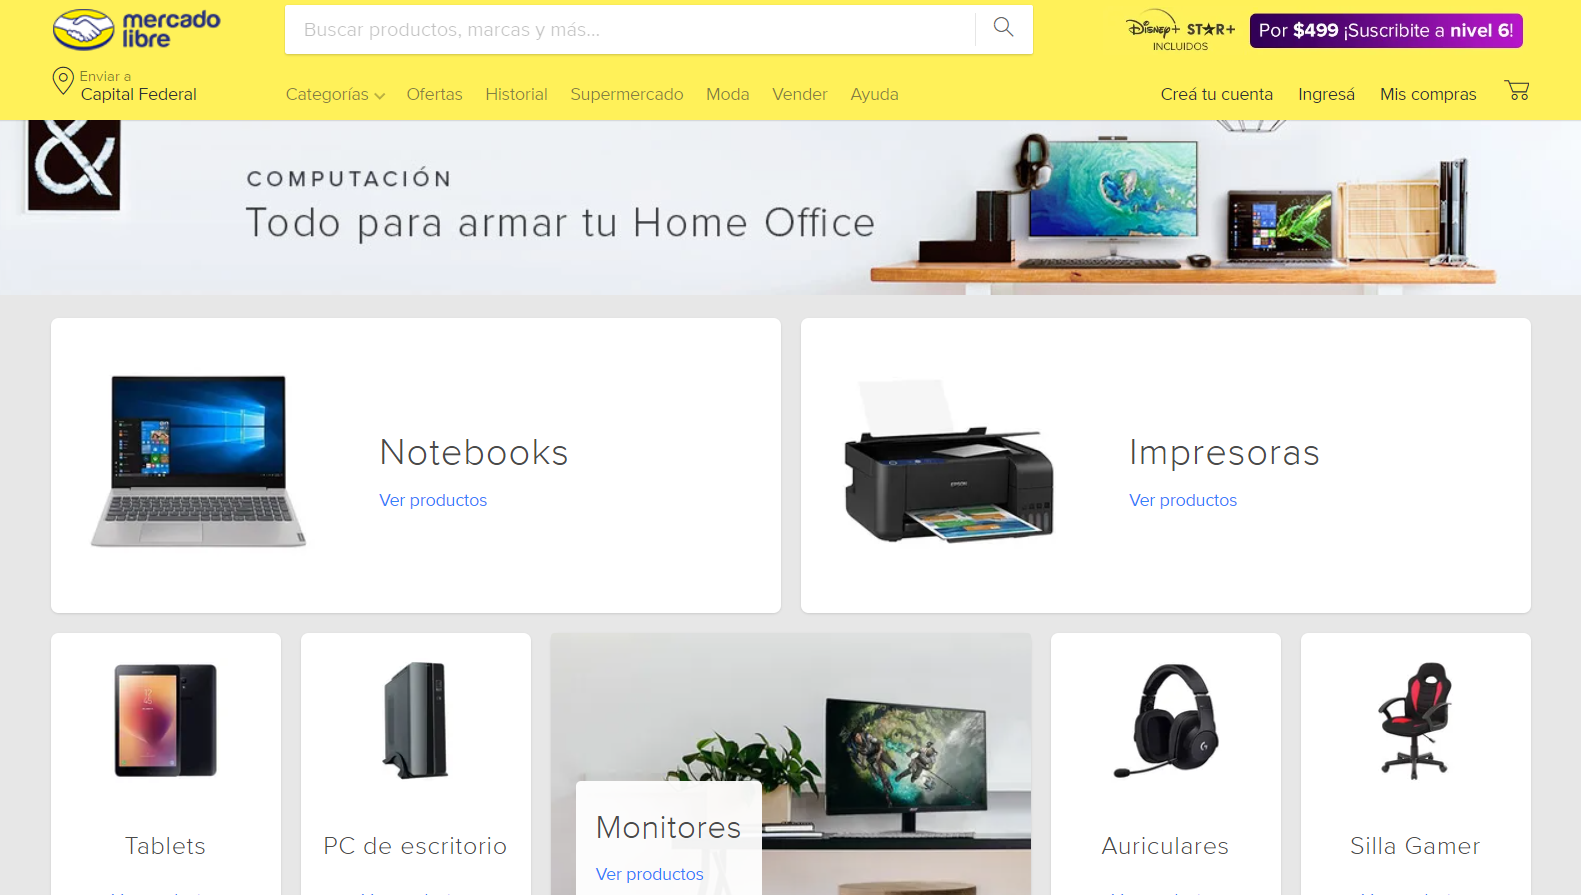 mercado
libre
Buscar productos, marcas y más...
Disney+ STAR+
INCLUIDOS
Por $499 ¡Suscribite a nivel 6!
Enviar a
Capital Federal
Categorías
Ofertas
Historial
Supermercado
Moda
Vender
Ayuda
Creá tu cuenta
Ingresá
Mis compras
&
COMPUTACIÓN
Todo para armar tu Home Office
Notebooks
Ver productos
EPSON
Impresoras
Ver productos
Tablets
PC de escritorio
Monitores
Ver productos
Auriculares
Silla Gamer